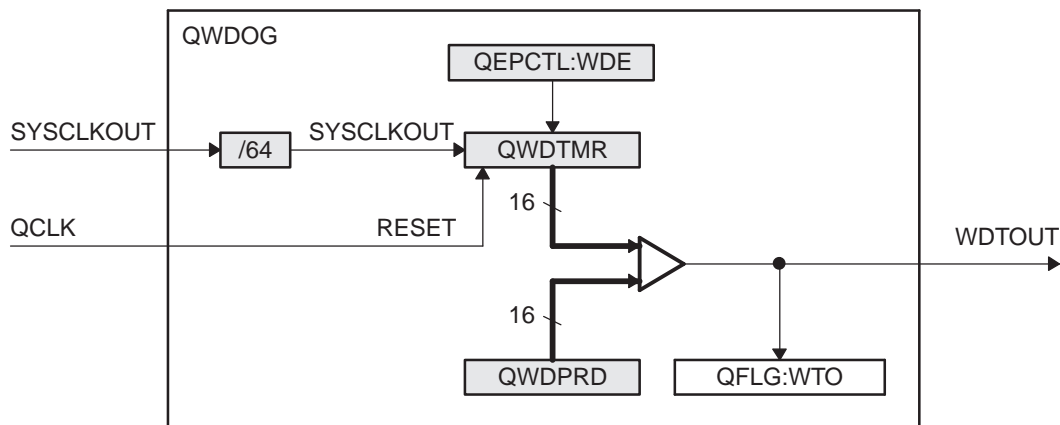 QWDOG
QEPCTL:WDE
SYSCLKOUT
/64
SYSCLKOUT
QWDTMR
16
QCLK
RESET
WDTOUT
16
QWDPRD
QFLG:WTO